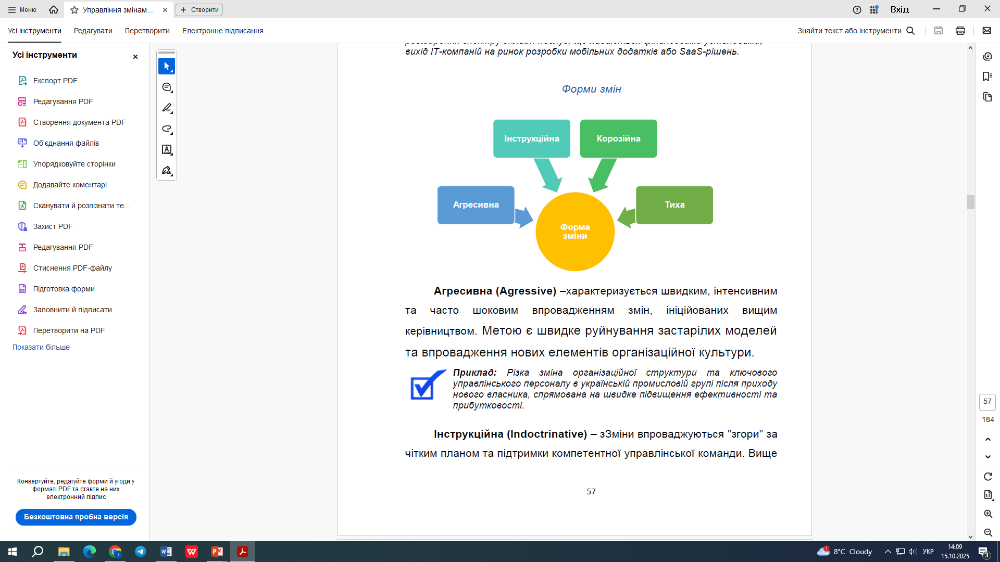 Меню
Управління змінам...
Створити
Вхід
Усі інструменти
Редагувати
Перетворити
Електронне підписання
Знайти текст або інструменти
Усі інструменти
Експорт PDF
Редагування PDF
Створення документа PDF
Об'єднання файлів
Упорядковуйте сторінки
Додавайте коментарі
Сканувати й розпізнати те...
Захист PDF
Редагування PDF
Стиснення PDF-файлу
Підготовка форми
Заповнити й підписати
Перетворити на PDF
Показати більше
Конвертуйте, редагуйте форми й угоди у
форматі PDF та ставте на них
електронний підпис
Безкоштовна пробна версія
вихід ІТ-компаній на ринок розробки мобільних додатків або SaaS-рішень.
Форми змін
Інструкційна
Корозійна
Агресивна
Тиха
Форма
зміни
Агресивна (Agressive) –характеризується швидким, інтенсивним
та часто шоковим впровадженням змін, ініційованих вищим
керівництвом. Метою є швидке руйнування застарілих моделей
та впровадження нових елементів організаційної культури.
Приклад: Різка зміна організаційної структури та ключового
управлінського персоналу в українській промисловій групі після приходу
нового власника, спрямована на швидке підвищення ефективності та
прибутковості.
Інструкційна (Indoctrinative) – зЗміни впроваджуються "згори" за
чітким планом та підтримки компетентної управлінської команди. Вище
57
57
184
1:1
8°C Cloudy
УКР
14:09
15.10.2025
3
1